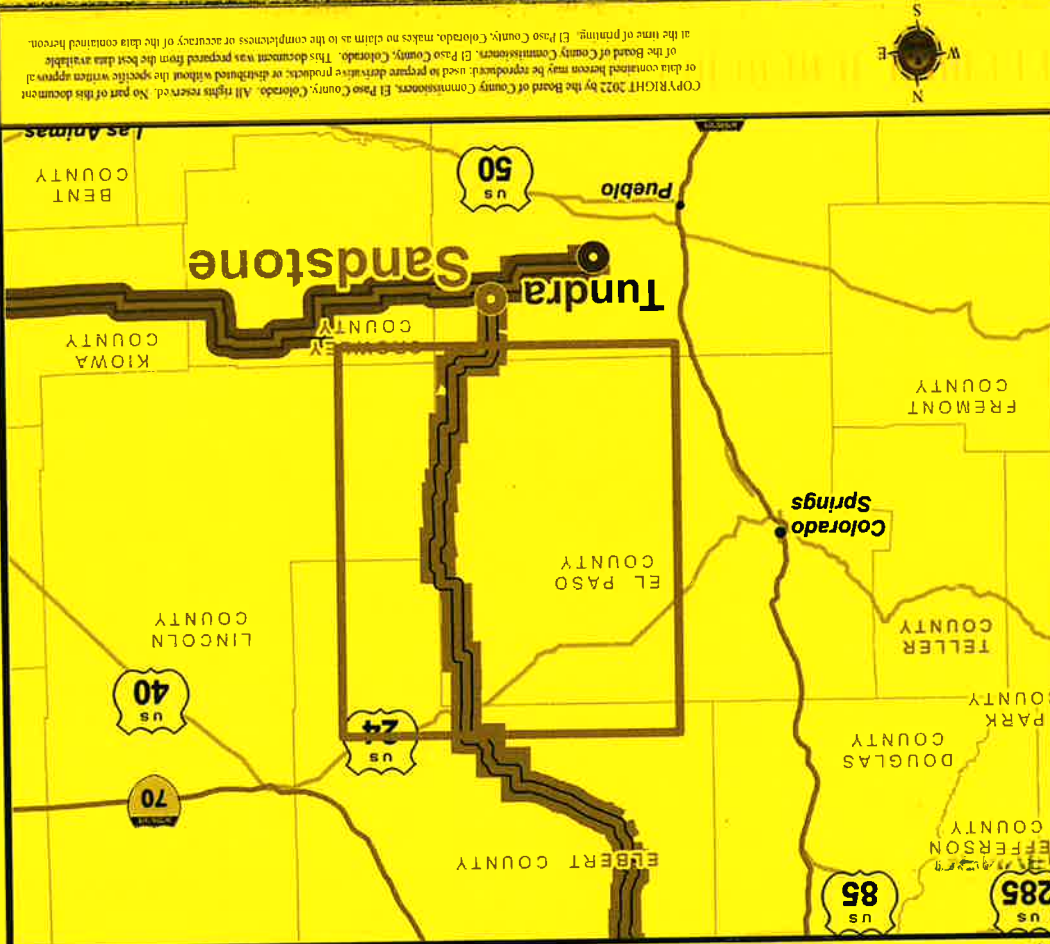 US
285
US
85
EFFERSON
COUNTY
ELBERT COUNTY
70
DOUGLAS
COUNTY
US
24
US
40
PARK
OUNTY
TELLER
COUNTY
LINCOLN
COUNTY
EL PASO
COUNTY
Colorado
Springs
FREMONT
COUNTY
CROWLEY
COUNTY
KIOWA
COUNTY
Tundra
Sandstone
Pueblo
US
50
BENT
COUNTY
Las Animas
N
W
E
S
COPYRIGHT 2022 by the Board of County Commissioners, El Paso County, Colorado. All rights reserved. No part of this document
or data contained hereon may be reproduced; used to prepare derivative products; or distributed without the specific written approval
of the Board of County Commissioners, El Paso County, Colorado. This document was prepared from the best data available
at the time of printing. El Paso County, Colorado, makes no claim as to the completeness or accuracy of the data contained hereon.